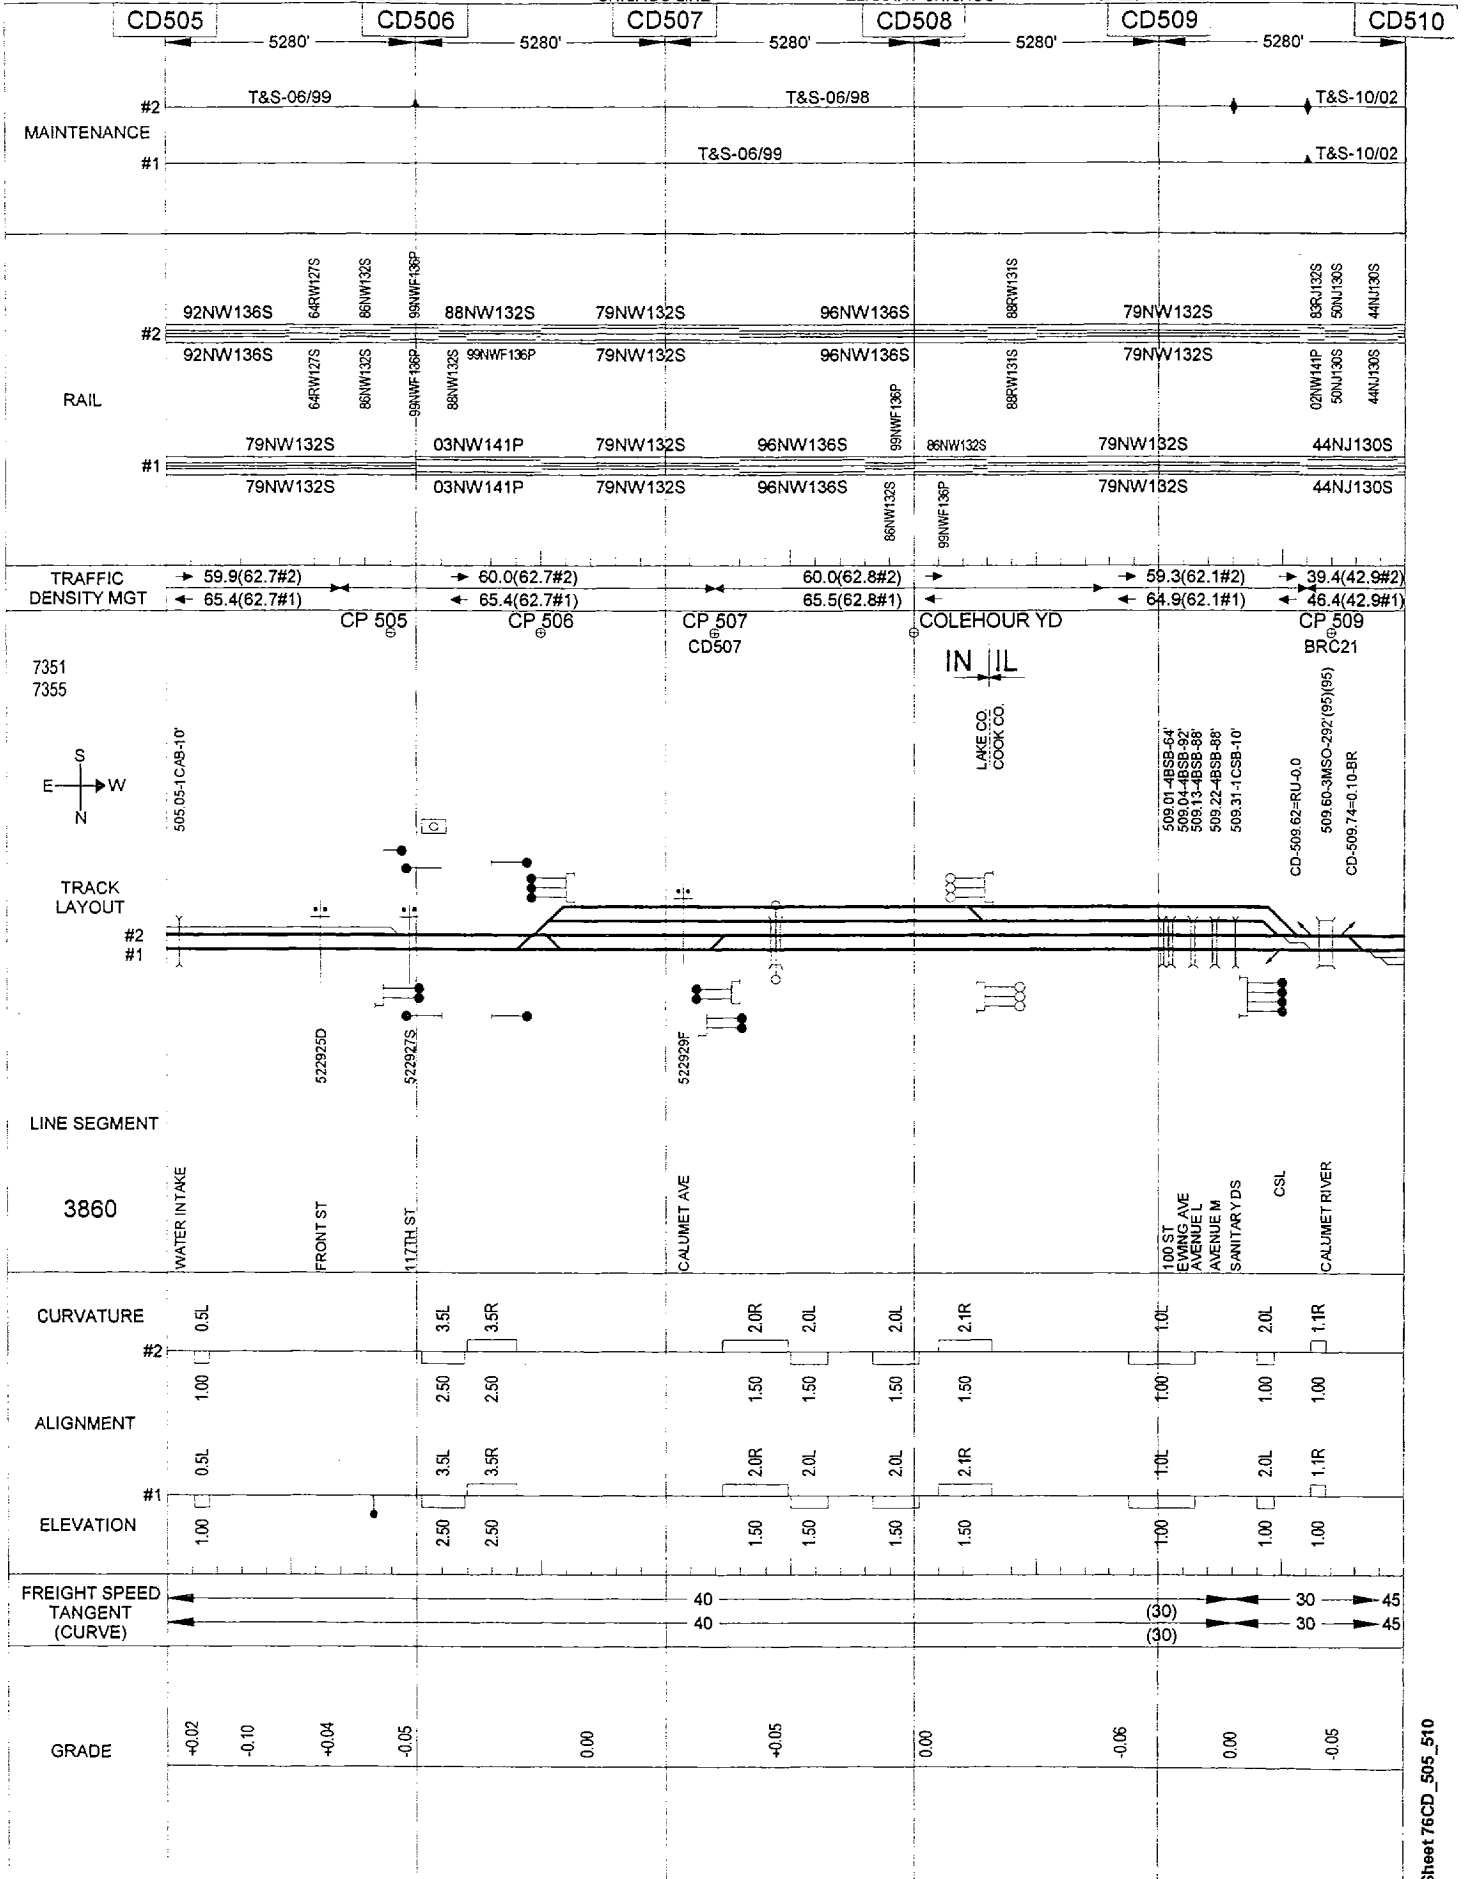 CD505 CD506 CD507 CD508 CD509 CD510
5280' 5280' 5280' 5280' 5280'
T&S-06/99 T&S-06/98 T&S-10/02
#2
MAINTENANCE
T&S-06/99 T&S-10/02
#1
64RW127S 86NW132S 99NWF136P 88RW131S 83RJ132S 50NJ130S 44NJ130S
92NW136S 88NW132S 79NW132S 96NW136S 79NW132S
#2
92NW136S 99NWF136P 79NW132S 96NW136S 79NW132S
64RW127S 86NW132S 99NWF136P 88NW132S 88RW131S 02NW141P 50NJ130S 44NJ130S
RAIL
99NWF136P
79NW132S 03NW141P 79NW132S 96NW136S 86NW132S 79NW132S 44NJ130S
#1
79NW132S 03NW141P 79NW132S 96NW136S 79NW132S 44NJ130S
86NW132S 99NWF136P
TRAFFIC
DENSITY MGT
59.9(62.7#2) 60.0(62.7#2) 60.0(62.8#2) 59.3(62.1#2) 39.4(42.9#2)
65.4(62.7#1) 65.4(62.7#1) 65.5(62.8#1) 64.9(62.1#1) 46.4(42.9#1)
CP 505 CP 506 CP 507 COLEHOUR YD CP 509
CD507 BRC21
IN IL
7351
7355
LAKE CO.
COOK CO.
S
E W
N
505.05-1CAB-10'
509.01-4BSB-64'
509.04-4BSB-92'
509.13-4BSB-88'
509.22-4BSB-88'
509.31-1CSB-10'
CD-509.62=RU-0.0
509.60-3MSO-292'(95)(95)
CD-509.74=0.10-BR
TRACK
LAYOUT
#2
#1
522925D 522927S 522929F
LINE SEGMENT
3860
WATER INTAKE
FRONT ST
117TH ST
CALUMET AVE
100 ST
EWING AVE
AVENUE L
AVENUE M
SANITARY DS
CSL
CALUMET RIVER
CURVATURE
0.5L 3.5L 3.5R 2.0R 2.0L 2.0L 2.1R 1.0L 2.0L 1.1R
#2
1.00 2.50 2.50 1.50 1.50 1.50 1.50 1.00 1.00 1.00
ALIGNMENT
0.5L 3.5L 3.5R 2.0R 2.0L 2.0L 2.1R 1.0L 2.0L 1.1R
#1
ELEVATION
1.00 2.50 2.50 1.50 1.50 1.50 1.50 1.00 1.00 1.00
FREIGHT SPEED
TANGENT
(CURVE)
40 30 45
(30)
40 30 45
(30)
GRADE
+0.02 -0.10 +0.04 -0.05 0.00 +0.05 0.00 -0.06 0.00 -0.05
Sheet 76CD_505_510